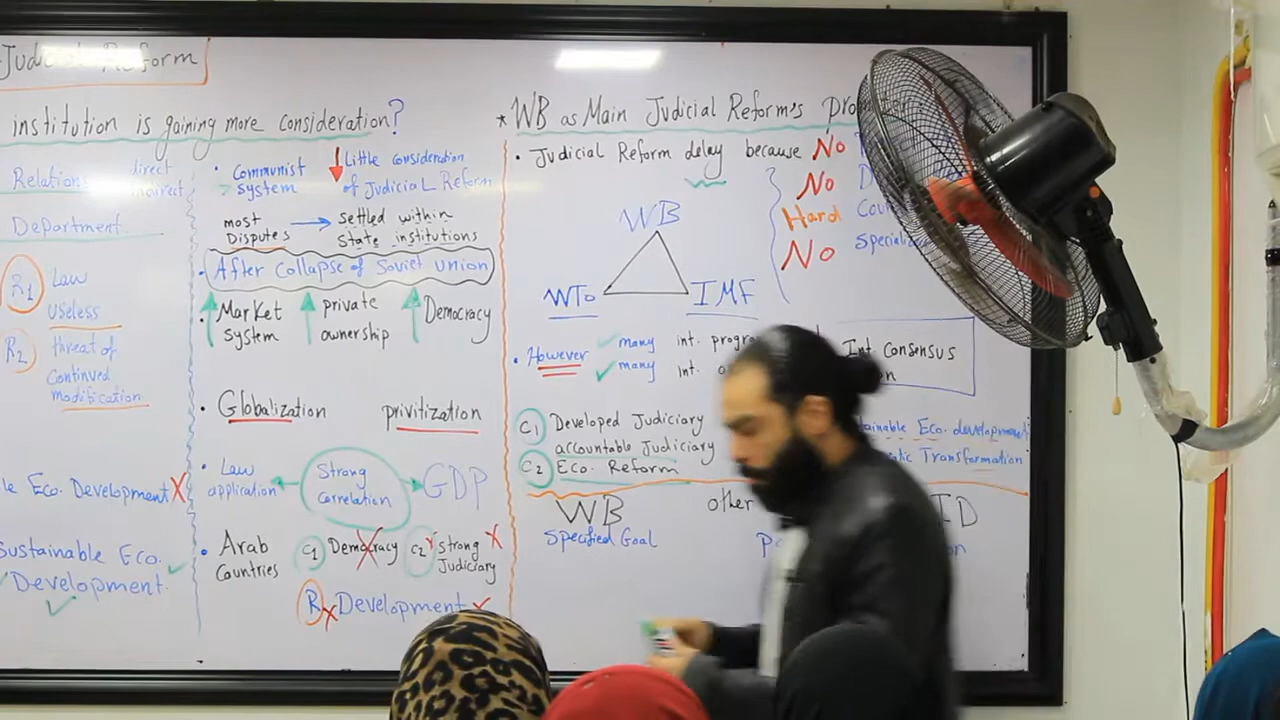 Judicial Reform
institution is gaining more consideration?
Relations direct
indirect
Department
R1 Law
Useless
R2 threat of
Continued
modification
Eco. Development X
Sustainable Eco.
Development
• Communist
System
Little consideration
of Judicial Reform
most
Disputes → settled within
State institutions
• After Collapse of Soviet Union
• Market
System
private
ownership
Democracy
• Globalization privitization
• Law
application
Strong
Correlation
GDP
• Arab
Countries
C1 Democracy
C2 strong
Judiciary
R Development
* WB as Main Judicial Reform's
• Judicial Reform delay because No
No
Hard
No
WB
WTO IMF
• However
many int.
many int.
Int Consensus
C1 Developed Judiciary
accountable Judiciary
C2 Eco. Reform
Eco. development
Transformation
WB other
Specified Goal